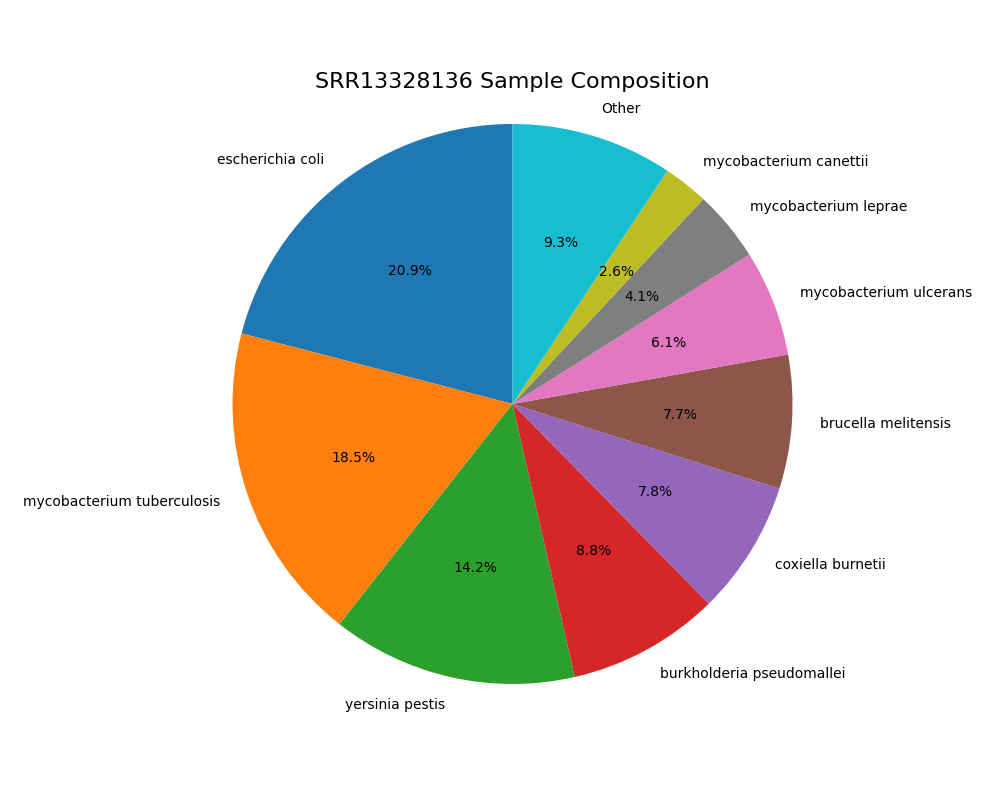 SRR13328136 Sample Composition
Other
mycobacterium canettii
escherichia coli
mycobacterium leprae
9.3%
2.6%
20.9%
4.1%
mycobacterium ulcerans
6.1%
7.7%
brucella melitensis
18.5%
7.8%
mycobacterium tuberculosis
8.8%
14.2%
coxiella burnetii
burkholderia pseudomallei
yersinia pestis